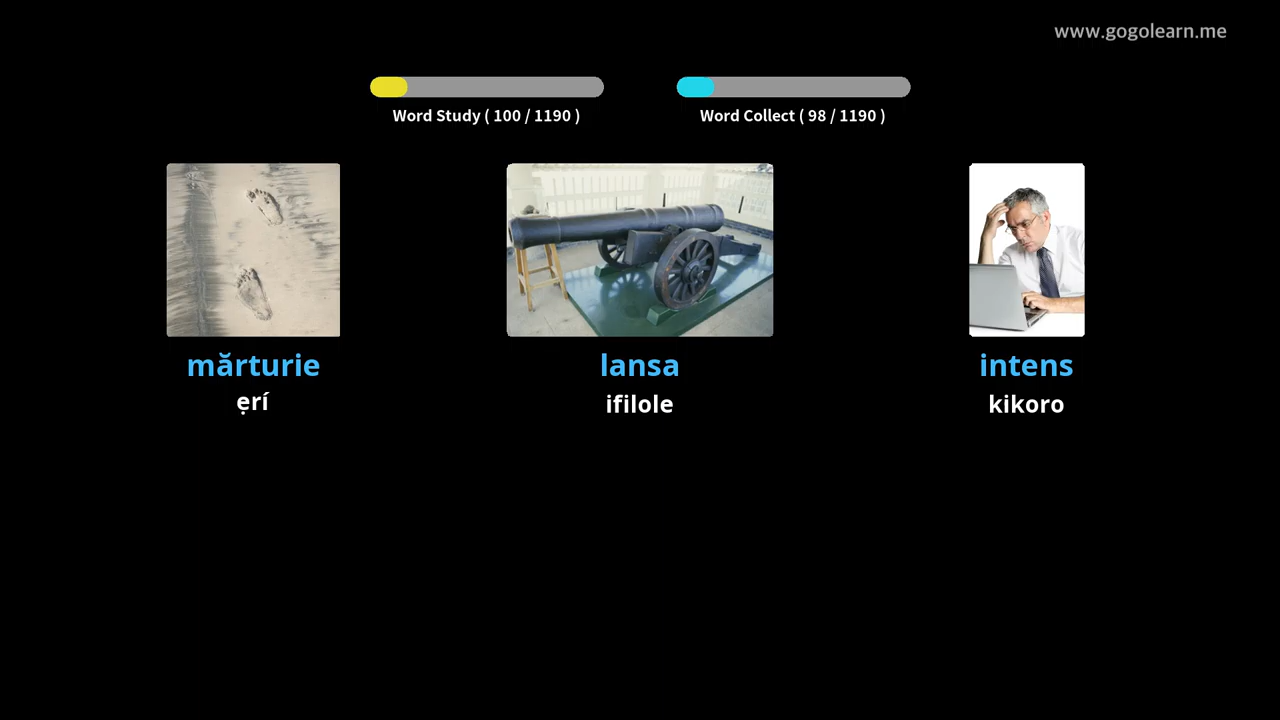 www.gogolearn.me
Word Study ( 100 / 1190 )
Word Collect ( 98 / 1190 )
mărturie
ẹrí
lansa
ifilole
intens
kikoro